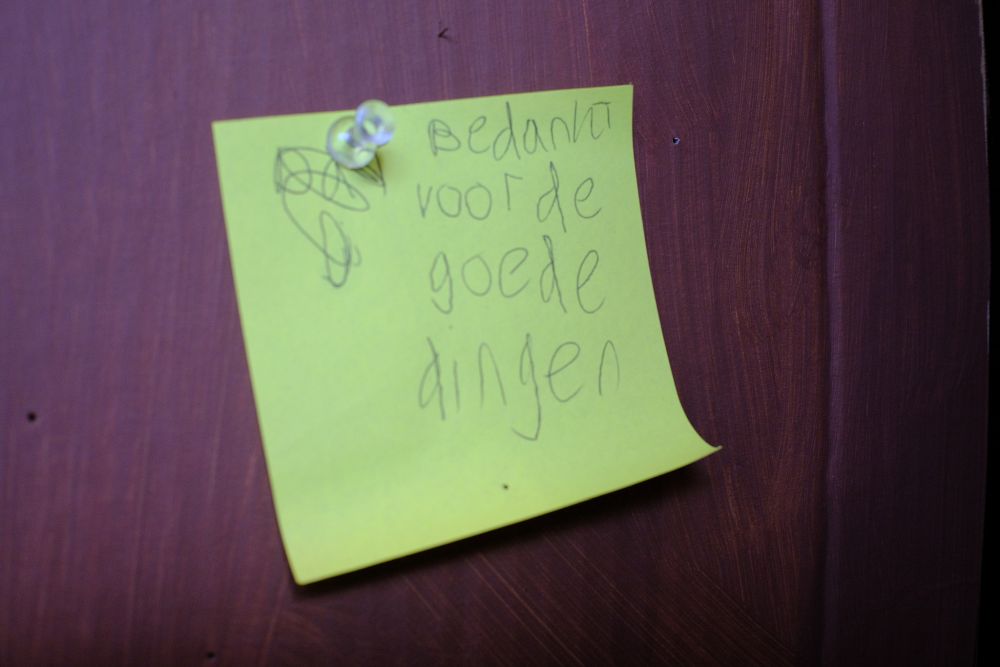 Bedankt
voor de
goede
dingen